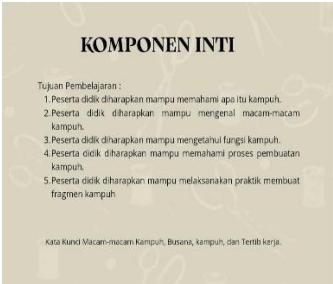 KOMPONEN INTI
Tujuan Pembelajaran :
1.Peserta didik diharapkan mampu memahami apa itu kampuh.
2.Peserta didik diharapkan mampu mengenal macam-macam
kampuh.
3.Peserta didik diharapkan mampu mengetahui fungsi kampuh.
4.Peserta didik diharapkan mampu memahami proses pembuatan
kampuh.
5.Peserta didik diharapkan mampu melaksanakan praktik membuat
fragmen kampuh
Kata Kunci Macam-macam Kampuh, Busana, kampuh, dan Tertib kerja.